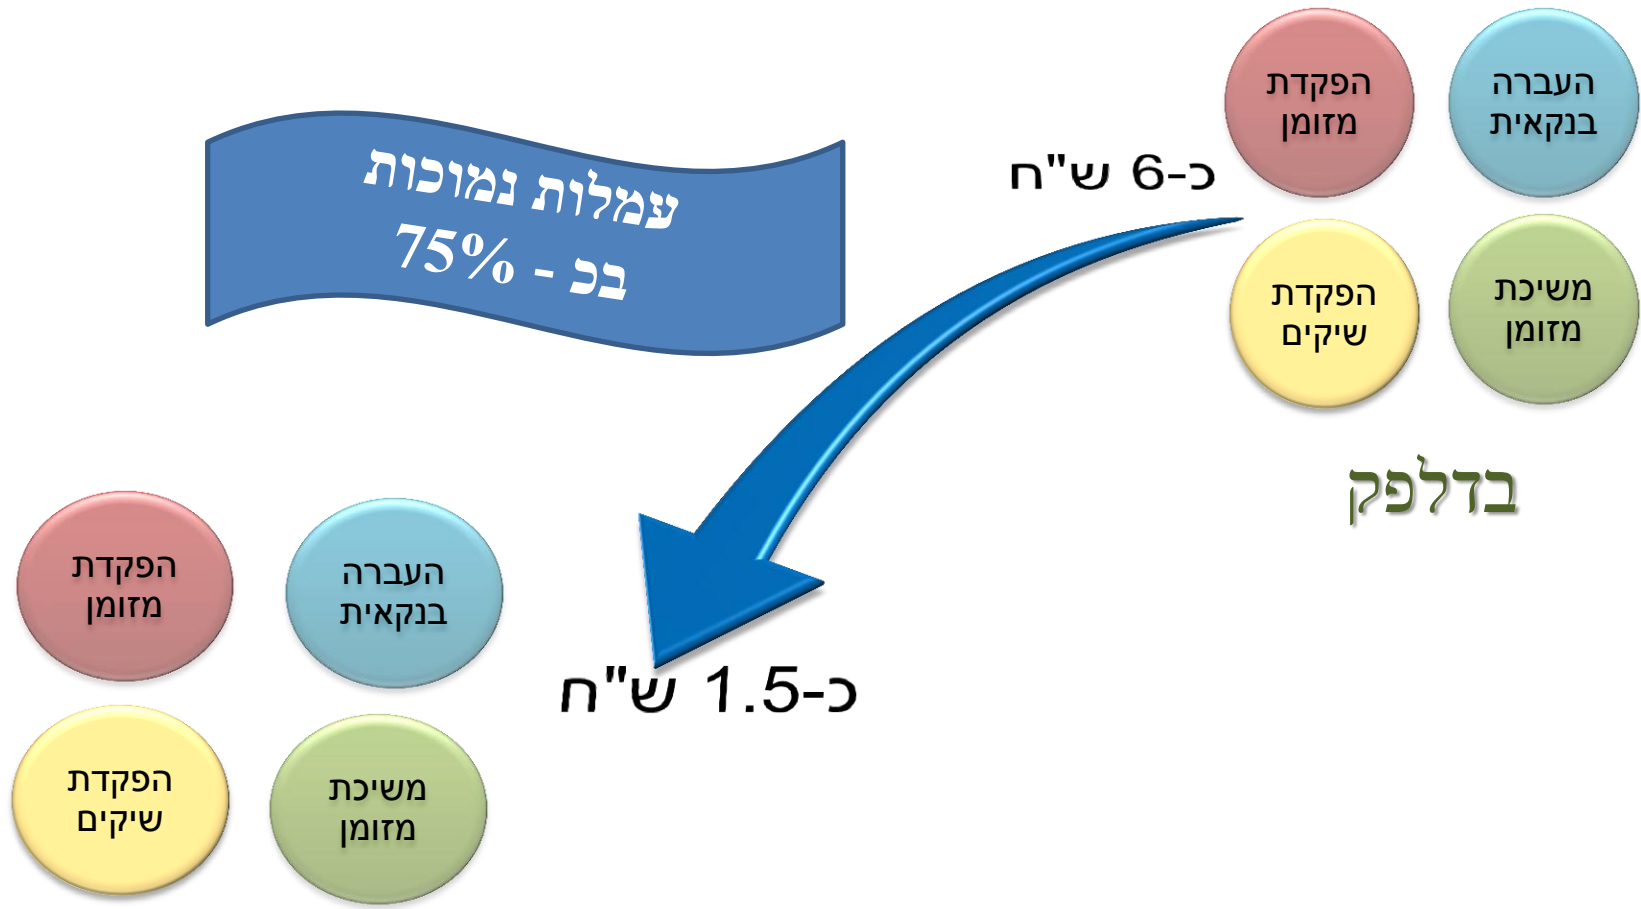 העברה
בנקאית
הפקדת
מזומן
משיכת
מזומן
הפקדת
שיקים
בדלפק
כ-6 ש"ח
עמלות נמוכות
בכ - 75%
כ-1.5 ש"ח
העברה
בנקאית
הפקדת
מזומן
משיכת
מזומן
הפקדת
שיקים